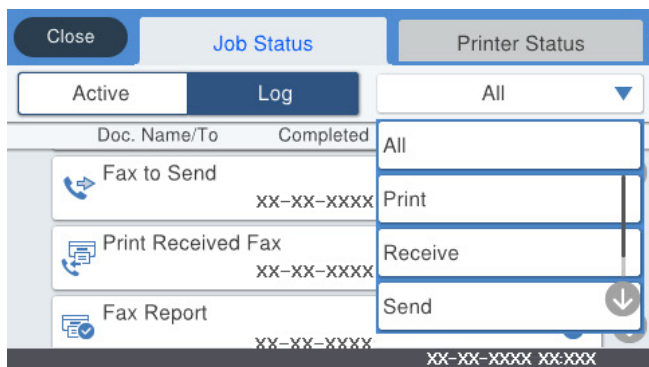 Close Job Status Printer Status
Active Log All
Doc. Name/To Completed
All
Fax to Send
XX-XX-XXXX
Print
Print Received Fax
XX-XX-XXXX
Receive
Fax Report
XX-XX-XXXX
Send
XX-XX-XXXX XX:XXX